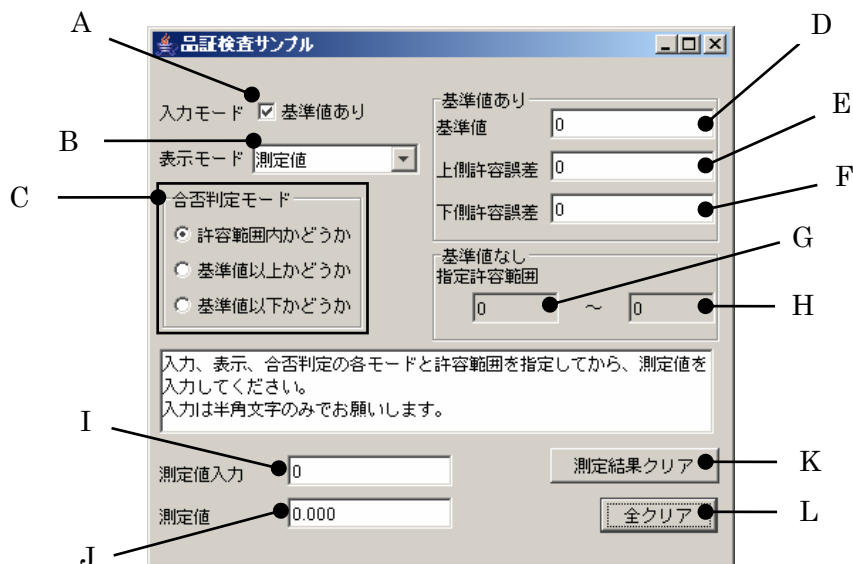 A
品証検査サンプル
D
入力モード 基準値あり
基準値あり
基準値 0
E
B
表示モード 測定値
上側許容誤差 0
C
合否判定モード
下側許容誤差 0
F
許容範囲内かどうか
G
基準値以上かどうか
基準値なし
指定許容範囲
基準値以下かどうか
0 ~ 0
H
入力、表示、合否判定の各モードと許容範囲を指定してから、測定値を
入力してください。
入力は半角文字のみでお願いします。
I
測定値入力 0
測定結果クリア
K
測定値 0.000
全クリア
L
J